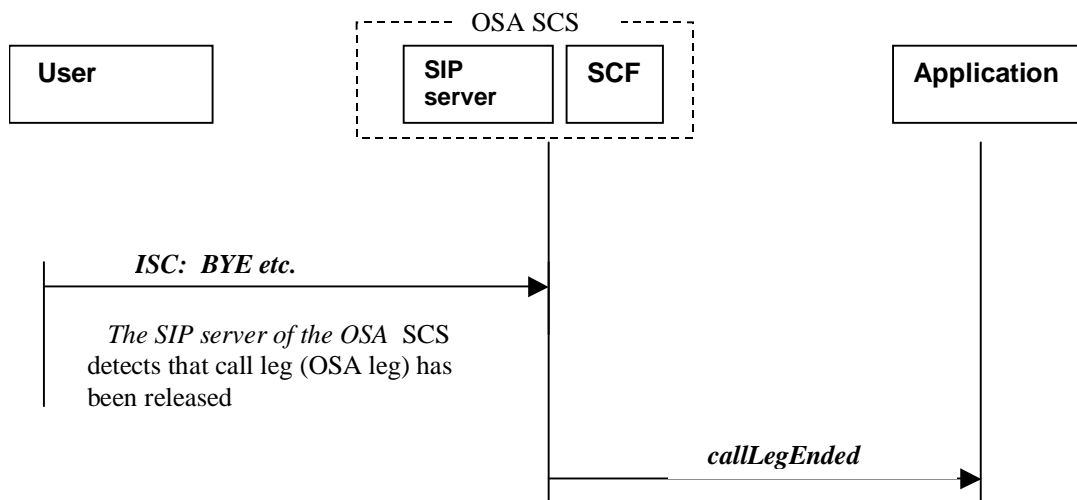 OSA SCS
User
SIP
server
SCF
Application
ISC: BYE etc.
The SIP server of the OSA SCS
detects that call leg (OSA leg) has
been released
callLegEnded